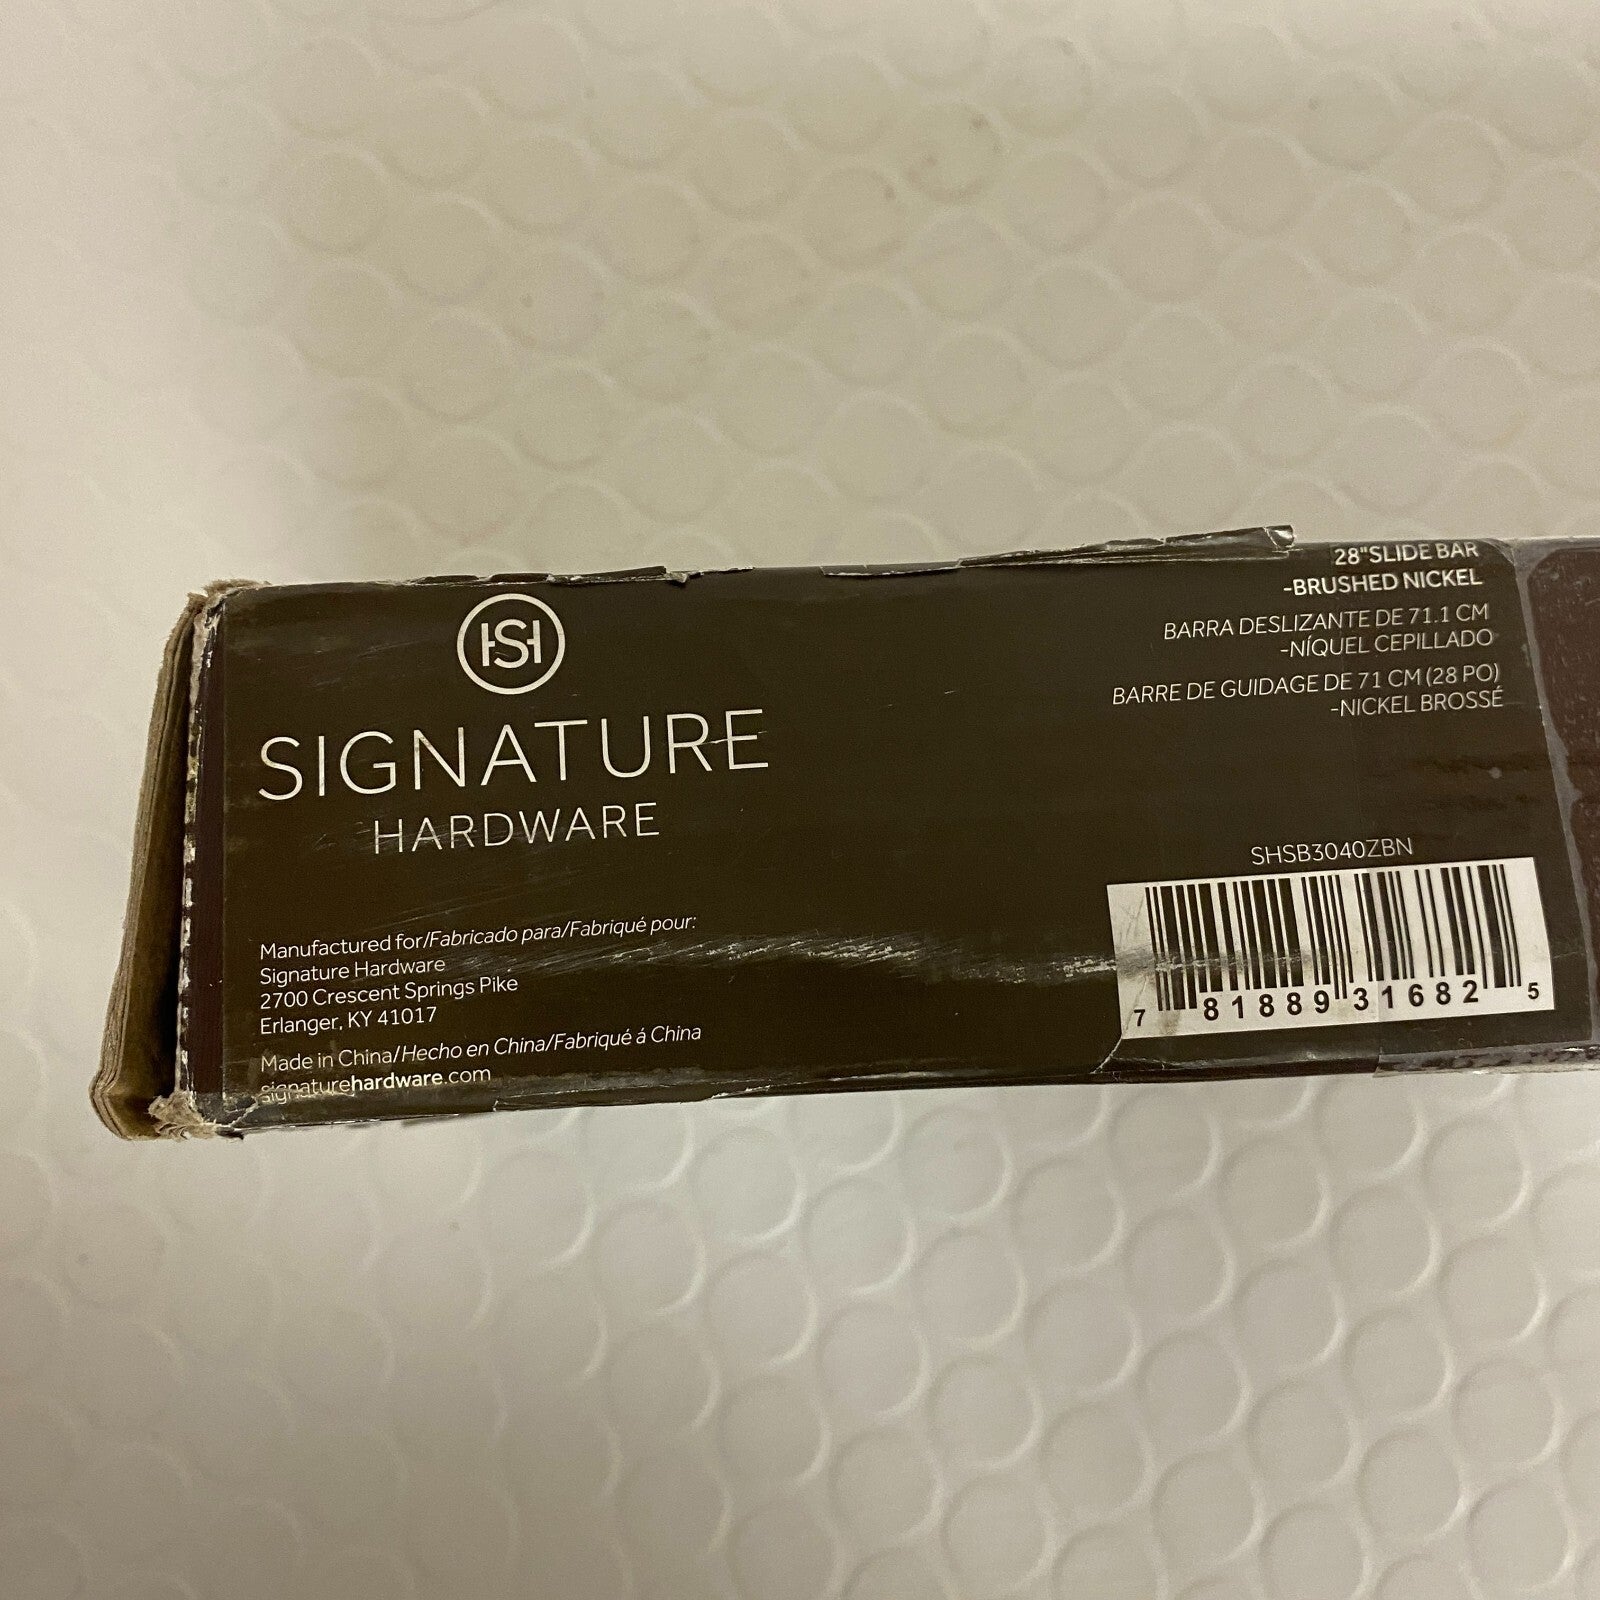 HSH
SIGNATURE
HARDWARE
Manufactured for/Fabricado para/Fabriqué pour:
Signature Hardware
2700 Crescent Springs Pike
Erlanger, KY 41017
Made in China/Hecho en China/Fabriqué á China
signaturehardware.com
28"SLIDE BAR
-BRUSHED NICKEL
BARRA DESLIZANTE DE 71.1 CM
-NÍQUEL CEPILLADO
BARRE DE GUIDAGE DE 71 CM (28 PO)
-NICKEL BROSSÉ
SHSB3040ZBN
7 81889 31682 5